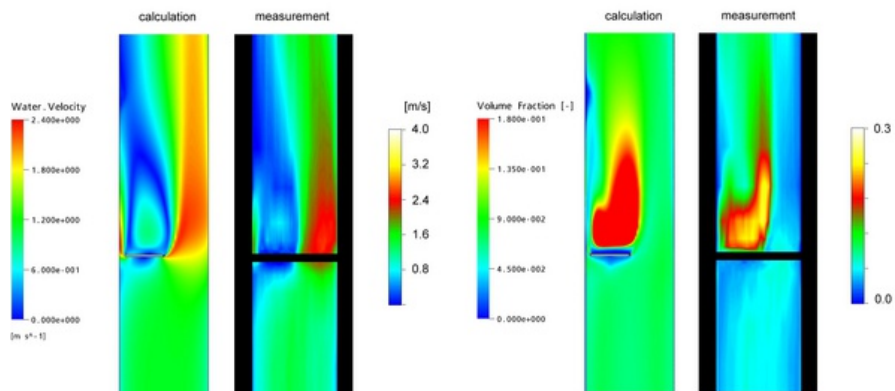 calculation
measurement
calculation
measurement
Water.Velocity
2.400e+000
1.800e+000
1.200e+000
6.000e-001
0.000e+000
[m s^-1]
[m/s]
4.0
3.2
2.4
1.6
0.8
Volume Fraction [-]
1.800e-001
1.350e-001
9.000e-002
4.500e-002
0.000e+000
0.3
0.0